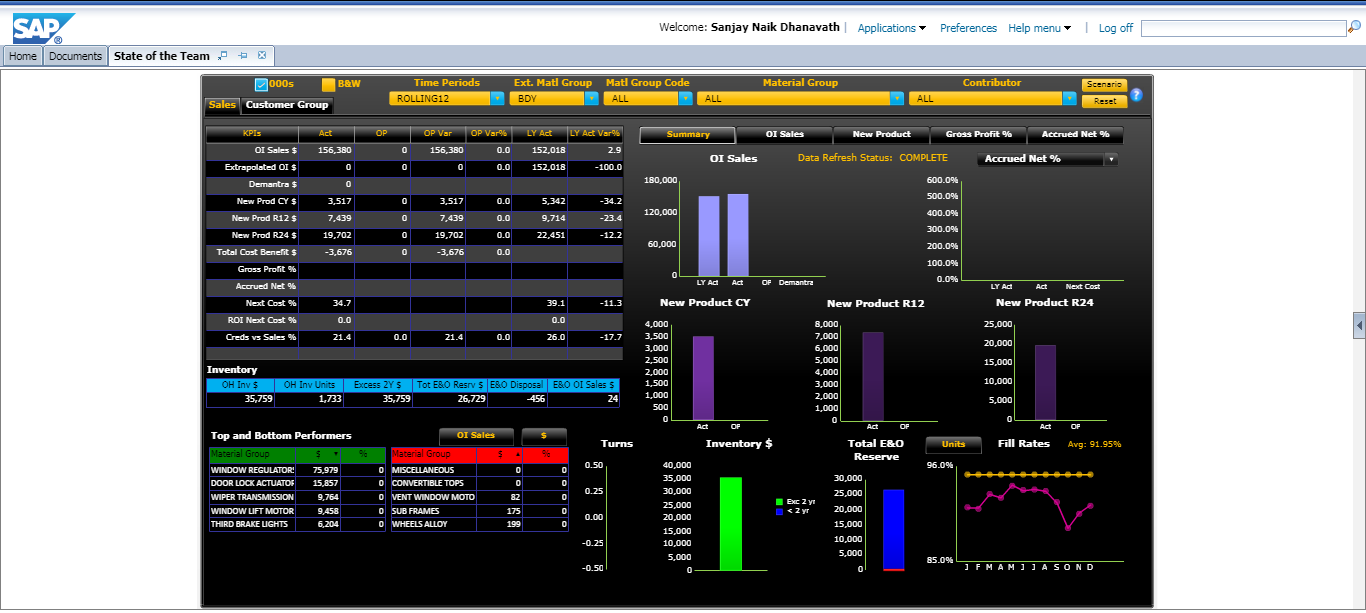 SAP®
Welcome: Sanjay Naik Dhanavath | Applications Preferences Help menu | Log off
Home Documents State of the Team
000s B&W Time Periods Ext. Matl Group Matl Group Code Material Group Contributor Scenario
ROLLING12 BDY ALL ALL ALL Reset ?
Sales Customer Group
KPIs Act OP OP Var OP Var% LY Act LY Act Var%
OI Sales $ 156,380 0 156,380 0.0 152,018 2.9
Extrapolated OI $ 0 0 0 0.0 152,018 -100.0
Demantra $ 0
New Prod CY $ 3,517 0 3,517 0.0 5,342 -34.2
New Prod R12 $ 7,439 0 7,439 0.0 9,714 -23.4
New Prod R24 $ 19,702 0 19,702 0.0 22,451 -12.2
Total Cost Benefit $ -3,676 0 -3,676 0.0
Gross Profit %
Accrued Net %
Next Cost % 34.7 39.1 -11.3
ROI Next Cost % 0.0 0.0
Creds vs Sales % 21.4 0.0 21.4 0.0 26.0 -17.7
Inventory
OH Inv $ OH Inv Units Excess 2Y $ Tot E&O Resrv $ E&O Disposal E&O OI Sales $
35,759 1,733 35,759 26,729 -456 24
Top and Bottom Performers OI Sales $
Material Group $ % Material Group $ %
WINDOW REGULATORS 75,979 0 MISCELLANEOUS 0 0
DOOR LOCK ACTUATOR 15,857 0 CONVERTIBLE TOPS 0 0
WIPER TRANSMISSION 9,764 0 VENT WINDOW MOTO 82 0
WINDOW LIFT MOTOR 9,458 0 SUB FRAMES 175 0
THIRD BRAKE LIGHTS 6,204 0 WHEELS ALLOY 199 0
Summary OI Sales New Product Gross Profit % Accrued Net %
OI Sales Data Refresh Status: COMPLETE Accrued Net %
180,000
120,000
60,000
0
LY Act Act OP Demantra
600.0%
500.0%
400.0%
300.0%
200.0%
100.0%
0.0%
LY Act Act Next Cost
New Product CY
4,000
3,500
3,000
2,500
2,000
1,500
1,000
500
0
Act OP
New Product R12
8,000
7,000
6,000
5,000
4,000
3,000
2,000
1,000
0
Act OP
New Product R24
25,000
20,000
15,000
10,000
5,000
0
Act OP
Turns
0.50
0.25
0.00
-0.25
-0.50
Inventory $
40,000
35,000
30,000
25,000
20,000
15,000
10,000
5,000
0
Exc 2 yr
< 2 yr
Total E&O
Reserve
30,000
25,000
20,000
15,000
10,000
5,000
0
Units Fill Rates Avg: 91.95%
96.0%
85.0%
J F M A M J J A S O N D